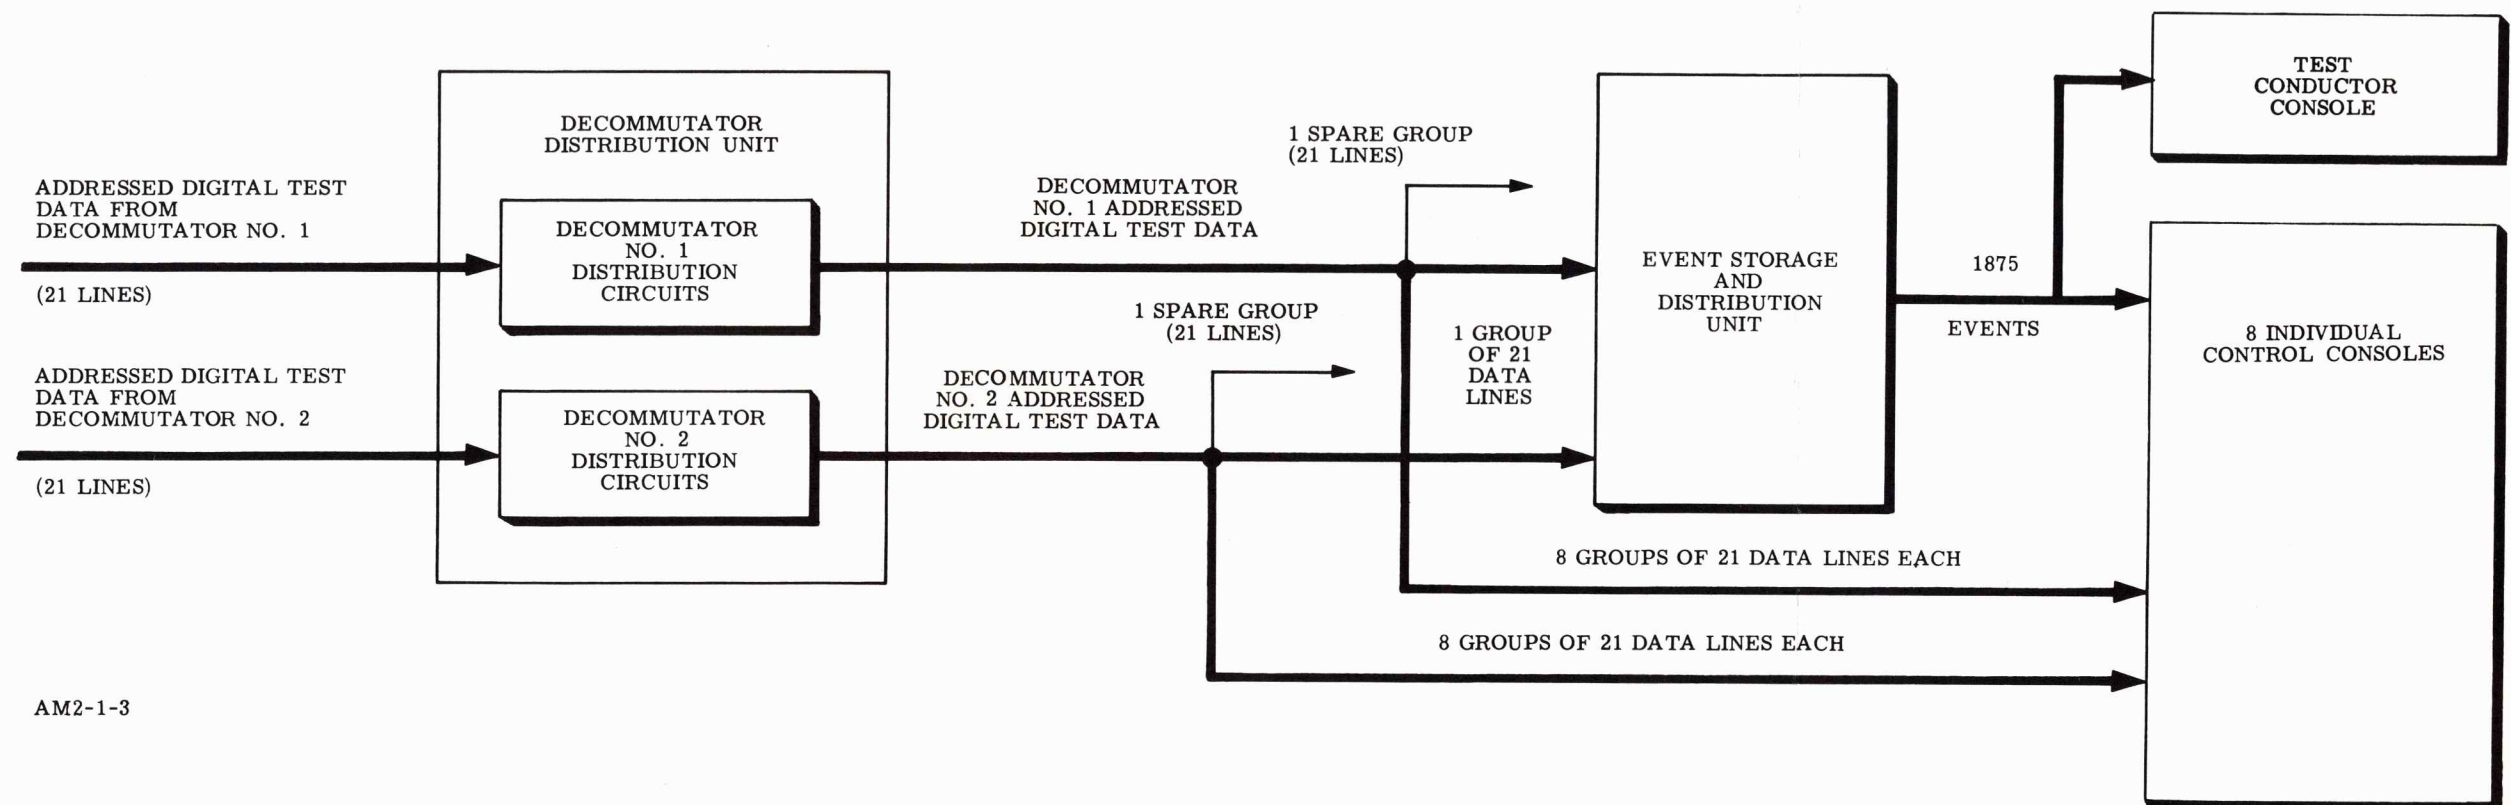 ADDRESSED DIGITAL TEST
DATA FROM
DECOMMUTATOR NO. 1
(21 LINES)
ADDRESSED DIGITAL TEST
DATA FROM
DECOMMUTATOR NO. 2
(21 LINES)
DECOMMUTATOR
DISTRIBUTION UNIT
DECOMMUTATOR
NO. 1
DISTRIBUTION
CIRCUITS
DECOMMUTATOR
NO. 2
DISTRIBUTION
CIRCUITS
DECOMMUTATOR
NO. 1 ADDRESSED
DIGITAL TEST DATA
1 SPARE GROUP
(21 LINES)
DECOMMUTATOR
NO. 2 ADDRESSED
DIGITAL TEST DATA
1 SPARE GROUP
(21 LINES)
1 GROUP
OF 21
DATA
LINES
EVENT STORAGE
AND
DISTRIBUTION
UNIT
1875
EVENTS
TEST
CONDUCTOR
CONSOLE
8 INDIVIDUAL
CONTROL CONSOLES
8 GROUPS OF 21 DATA LINES EACH
8 GROUPS OF 21 DATA LINES EACH
AM2-1-3